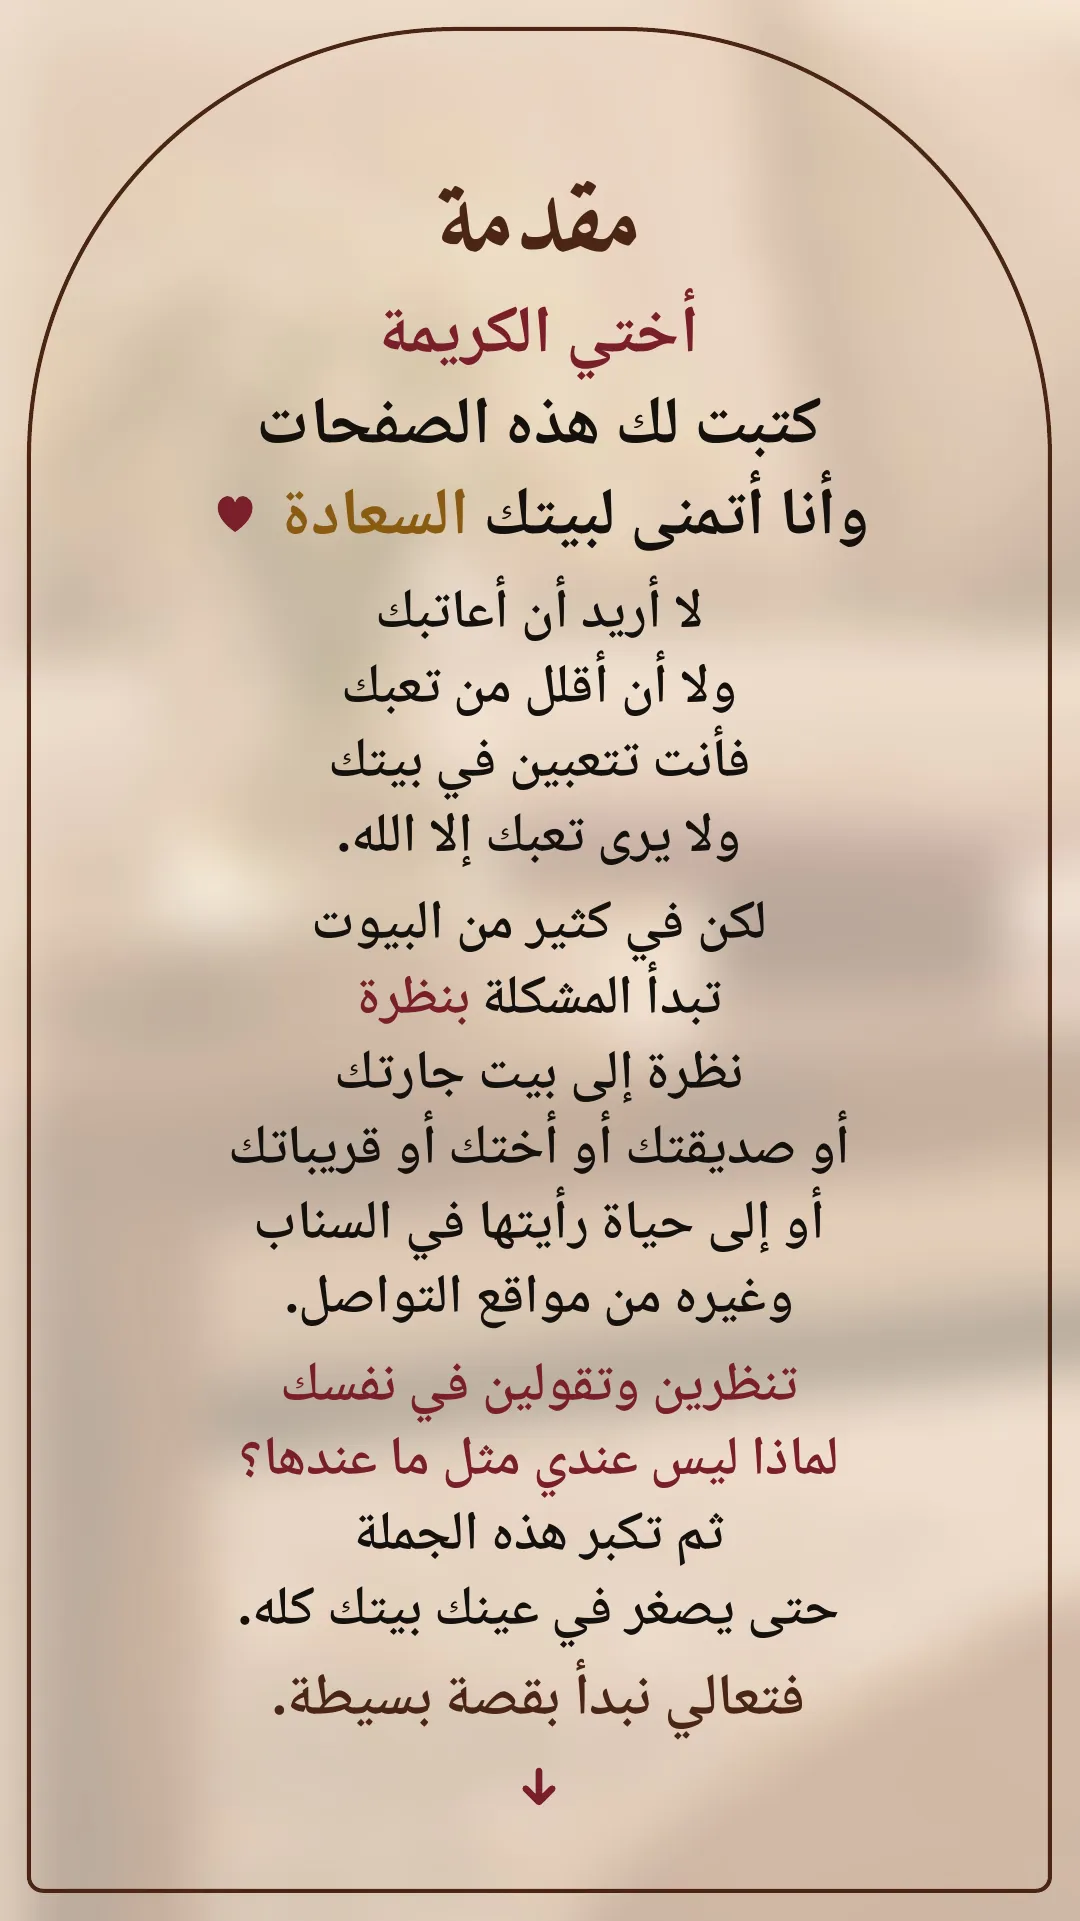 مقدمة
أختي الكريمة
كتبت لك هذه الصفحات
وأنا أتمنى لبيتك السعادة ♥
لا أريد أن أعاتبك
ولا أن أقلل من تعبك
فأنت تتعبين في بيتك
ولا يرى تعبك إلا الله.
لكن في كثير من البيوت
تبدأ المشكلة بنظرة
نظرة إلى بيت جارتك
أو صديقتك أو أختك أو قريباتك
أو إلى حياة رأيتها في السناب
وغيره من مواقع التواصل.
تنظرين وتقولين في نفسك
لماذا ليس عندي مثل ما عندها؟
ثم تكبر هذه الجملة
حتى يصغر في عينك بيتك كله.
فتعالي نبدأ بقصة بسيطة.
↓